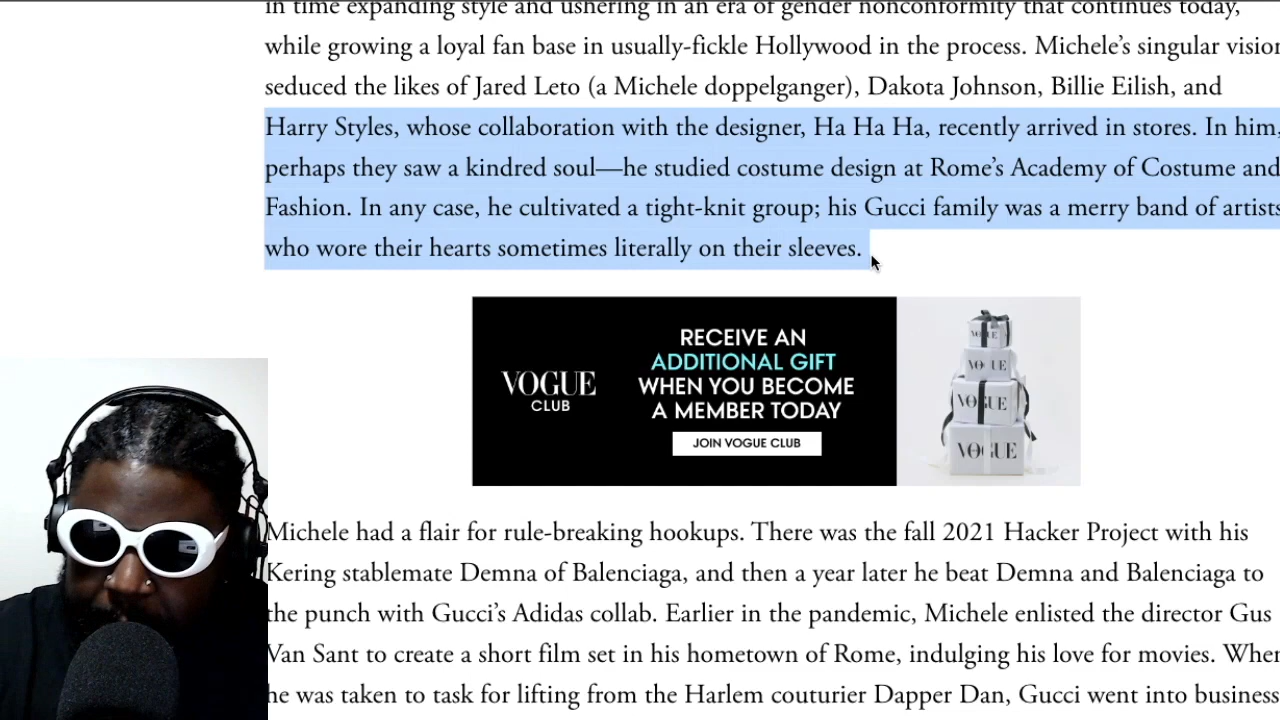 in time expanding style and ushering in an era of gender nonconformity that continues today,
while growing a loyal fan base in usually-fickle Hollywood in the process. Michele’s singular vision
seduced the likes of Jared Leto (a Michele doppelganger), Dakota Johnson, Billie Eilish, and
Harry Styles, whose collaboration with the designer, Ha Ha Ha, recently arrived in stores. In him,
perhaps they saw a kindred soul—he studied costume design at Rome’s Academy of Costume and
Fashion. In any case, he cultivated a tight-knit group; his Gucci family was a merry band of artists
who wore their hearts sometimes literally on their sleeves.
VOGUE
CLUB
RECEIVE AN
ADDITIONAL GIFT
WHEN YOU BECOME
A MEMBER TODAY
JOIN VOGUE CLUB
VOGUE
VOGUE
VOGUE
VOGUE
Michele had a flair for rule-breaking hookups. There was the fall 2021 Hacker Project with his
Kering stablemate Demna of Balenciaga, and then a year later he beat Demna and Balenciaga to
the punch with Gucci’s Adidas collab. Earlier in the pandemic, Michele enlisted the director Gus
Van Sant to create a short film set in his hometown of Rome, indulging his love for movies. When
he was taken to task for lifting from the Harlem couturier Dapper Dan, Gucci went into business